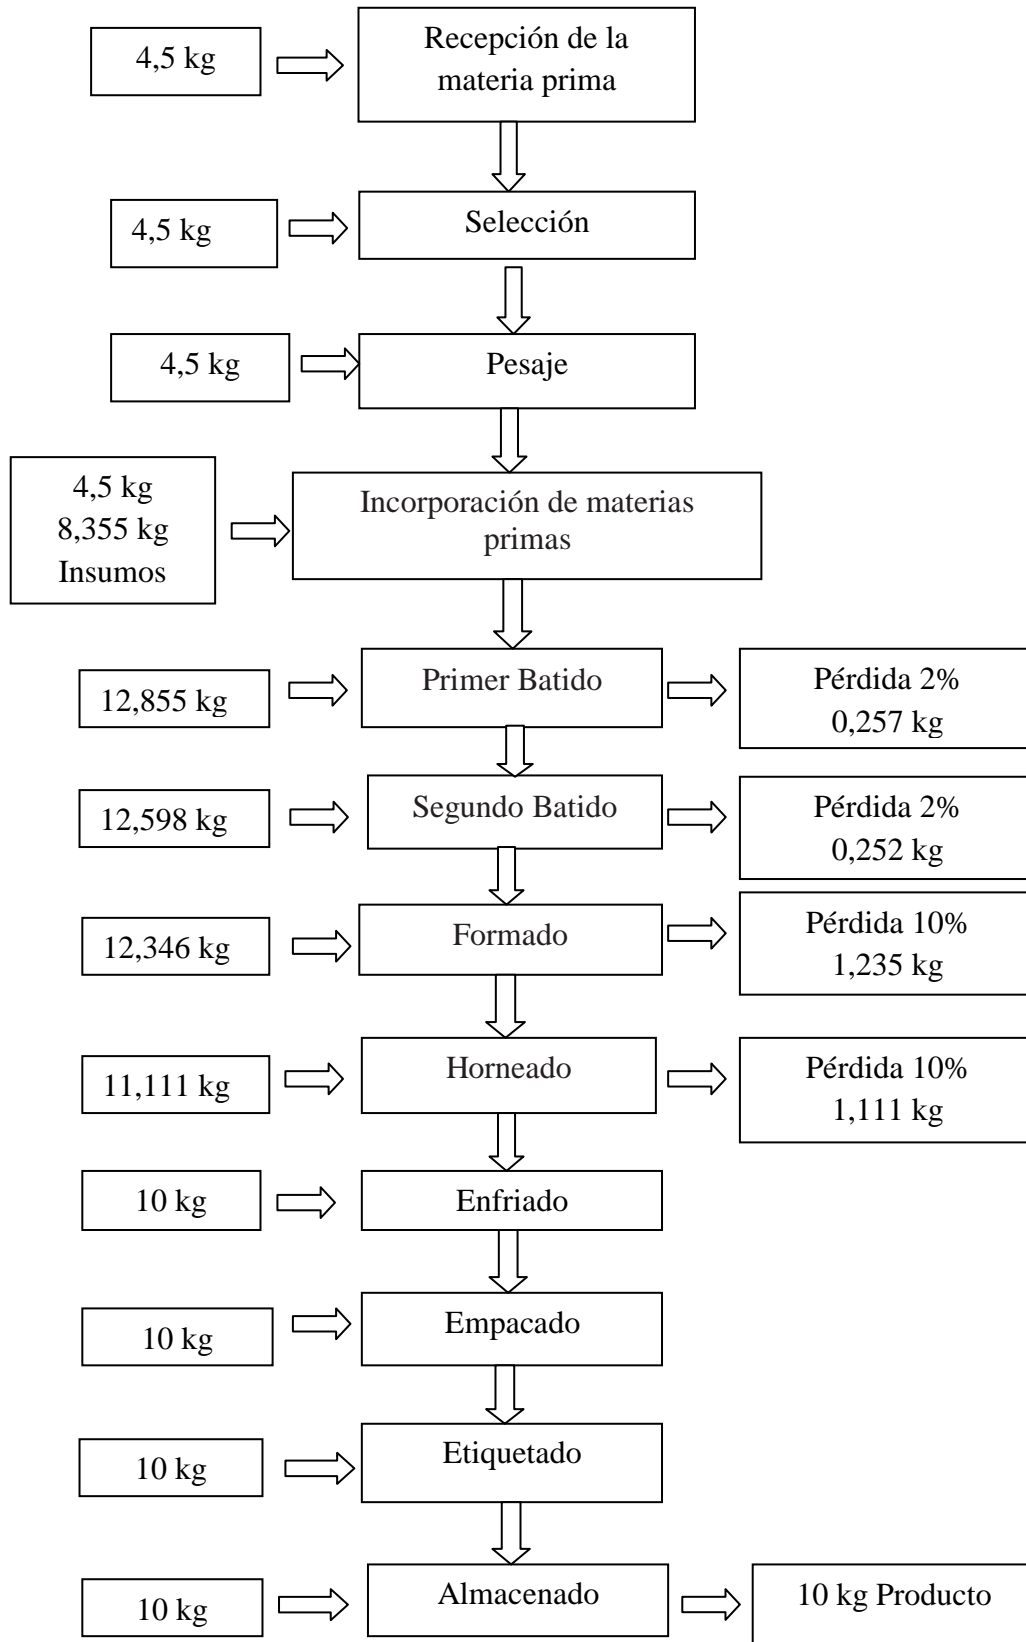 4,5 kg
Recepción de la
materia prima
4,5 kg
Selección
4,5 kg
Pesaje
4,5 kg
8,355 kg
Insumos
Incorporación de materias
primas
12,855 kg
Primer Batido
Pérdida 2%
0,257 kg
12,598 kg
Segundo Batido
Pérdida 2%
0,252 kg
12,346 kg
Formado
Pérdida 10%
1,235 kg
11,111 kg
Horneado
Pérdida 10%
1,111 kg
10 kg
Enfriado
10 kg
Empacado
10 kg
Etiquetado
10 kg
Almacenado
10 kg Producto